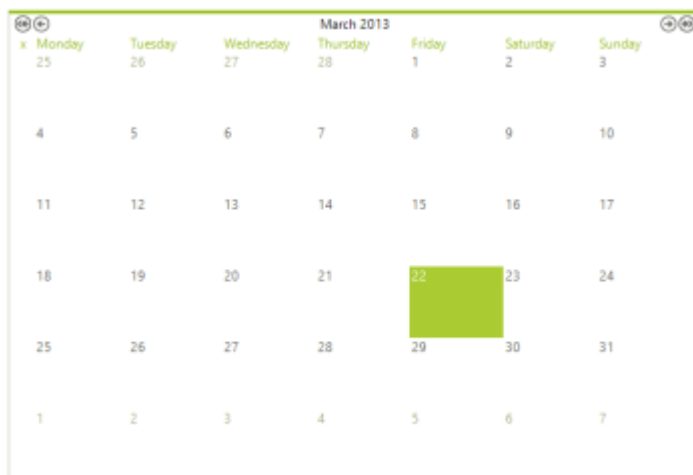 March 2013
x Monday Tuesday Wednesday Thursday Friday Saturday Sunday
25 26 27 28 1 2 3
4 5 6 7 8 9 10
11 12 13 14 15 16 17
18 19 20 21 22 23 24
25 26 27 28 29 30 31
1 2 3 4 5 6 7